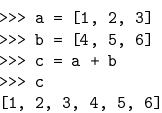 >>> a = [1, 2, 3]
>>> b = [4, 5, 6]
>>> c = a + b
>>> c
[1, 2, 3, 4, 5, 6]